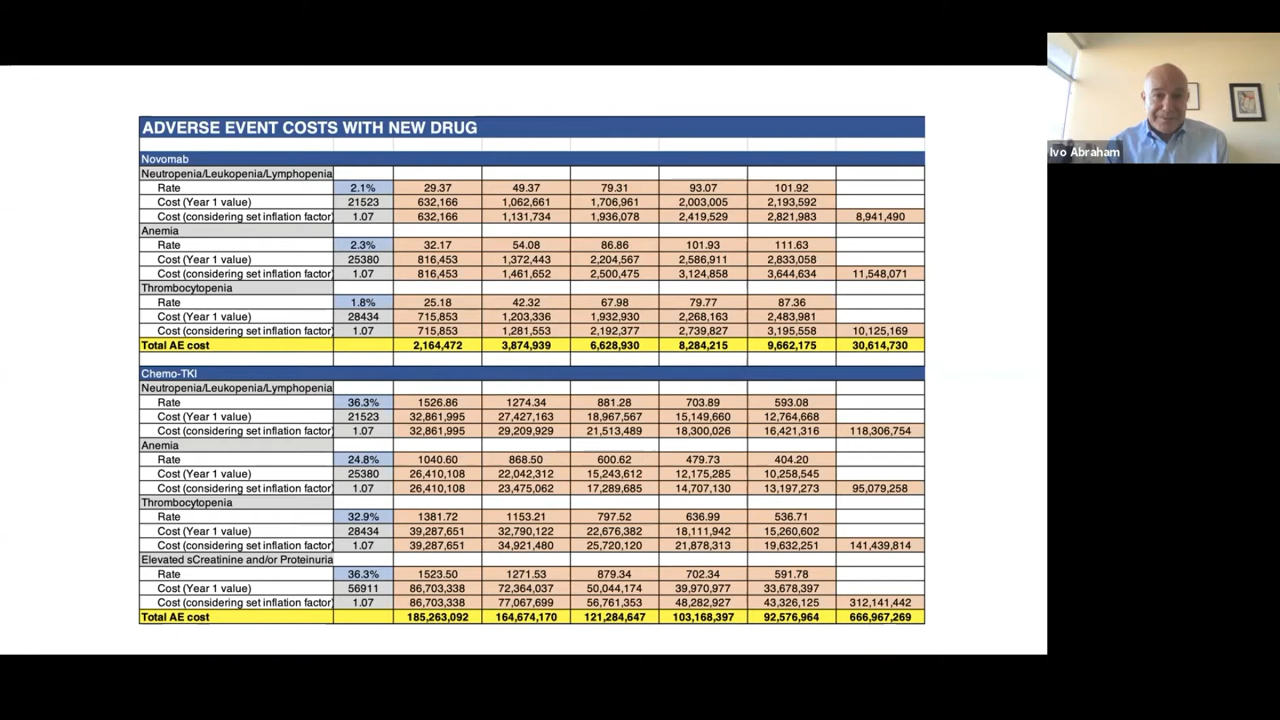 ADVERSE EVENT COSTS WITH NEW DRUG
Novomab
Neutropenia/Leukopenia/Lymphopenia
Rate 2.1% 29.37 49.37 79.31 93.07 101.92
Cost (Year 1 value) 21523 632,166 1,062,661 1,706,961 2,003,005 2,193,592
Cost (considering set inflation factor) 1.07 632,166 1,131,734 1,936,078 2,419,529 2,821,983 8,941,490
Anemia
Rate 2.3% 32.17 54.08 86.86 101.93 111.63
Cost (Year 1 value) 25380 816,453 1,372,443 2,204,567 2,586,911 2,833,058
Cost (considering set inflation factor) 1.07 816,453 1,461,652 2,500,475 3,124,858 3,644,634 11,548,071
Thrombocytopenia
Rate 1.8% 25.18 42.32 67.98 79.77 87.36
Cost (Year 1 value) 28434 715,853 1,203,336 1,932,930 2,268,163 2,483,981
Cost (considering set inflation factor) 1.07 715,853 1,281,553 2,192,377 2,739,827 3,195,558 10,125,169
Total AE cost 2,164,472 3,874,939 6,628,930 8,284,215 9,662,175 30,614,730
Chemo-TKI
Neutropenia/Leukopenia/Lymphopenia
Rate 36.3% 1526.86 1274.34 881.28 703.89 593.08
Cost (Year 1 value) 21523 32,861,995 27,427,163 18,967,567 15,149,660 12,764,668
Cost (considering set inflation factor) 1.07 32,861,995 29,209,929 21,513,489 18,300,026 16,421,316 118,306,754
Anemia
Rate 24.8% 1040.60 868.50 600.62 479.73 404.20
Cost (Year 1 value) 25380 26,410,108 22,042,312 15,243,612 12,175,285 10,258,545
Cost (considering set inflation factor) 1.07 26,410,108 23,475,062 17,289,685 14,707,130 13,197,273 95,079,258
Thrombocytopenia
Rate 32.9% 1381.72 1153.21 797.52 636.99 536.71
Cost (Year 1 value) 28434 39,287,651 32,790,122 22,676,382 18,111,942 15,260,602
Cost (considering set inflation factor) 1.07 39,287,651 34,921,480 25,720,120 21,878,313 19,632,251 141,439,814
Elevated sCreatinine and/or Proteinuria
Rate 36.3% 1523.50 1271.53 879.34 702.34 591.78
Cost (Year 1 value) 56911 86,703,338 72,364,037 50,044,174 39,970,977 33,678,397
Cost (considering set inflation factor) 1.07 86,703,338 77,067,699 56,761,353 48,282,927 43,326,125 312,141,442
Total AE cost 185,263,092 164,674,170 121,284,647 103,168,397 92,576,964 666,967,269
Ivo Abraham